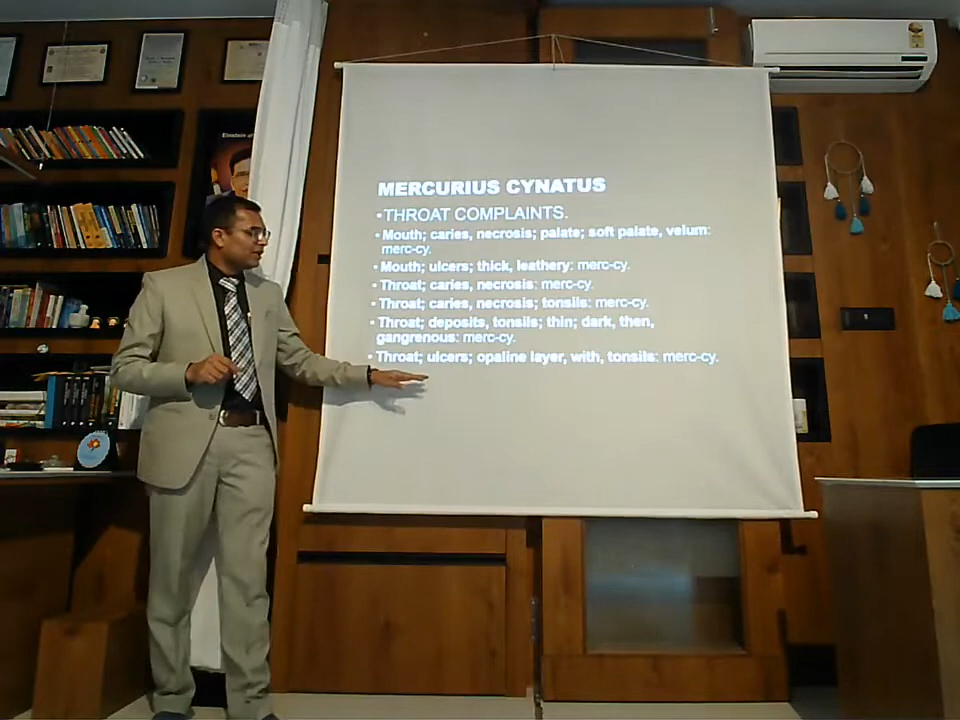 Einstein
MERCURIUS CYNATUS
•THROAT COMPLAINTS.
•Mouth; caries, necrosis; palate; soft palate, velum:
merc-cy.
•Mouth; ulcers; thick, leathery: merc-cy.
•Throat; caries, necrosis: merc-cy.
•Throat; caries, necrosis; tonsils: merc-cy.
•Throat; deposits, tonsils; thin; dark, then,
gangrenous: merc-cy.
•Throat; ulcers; opaline layer, with, tonsils: merc-cy.